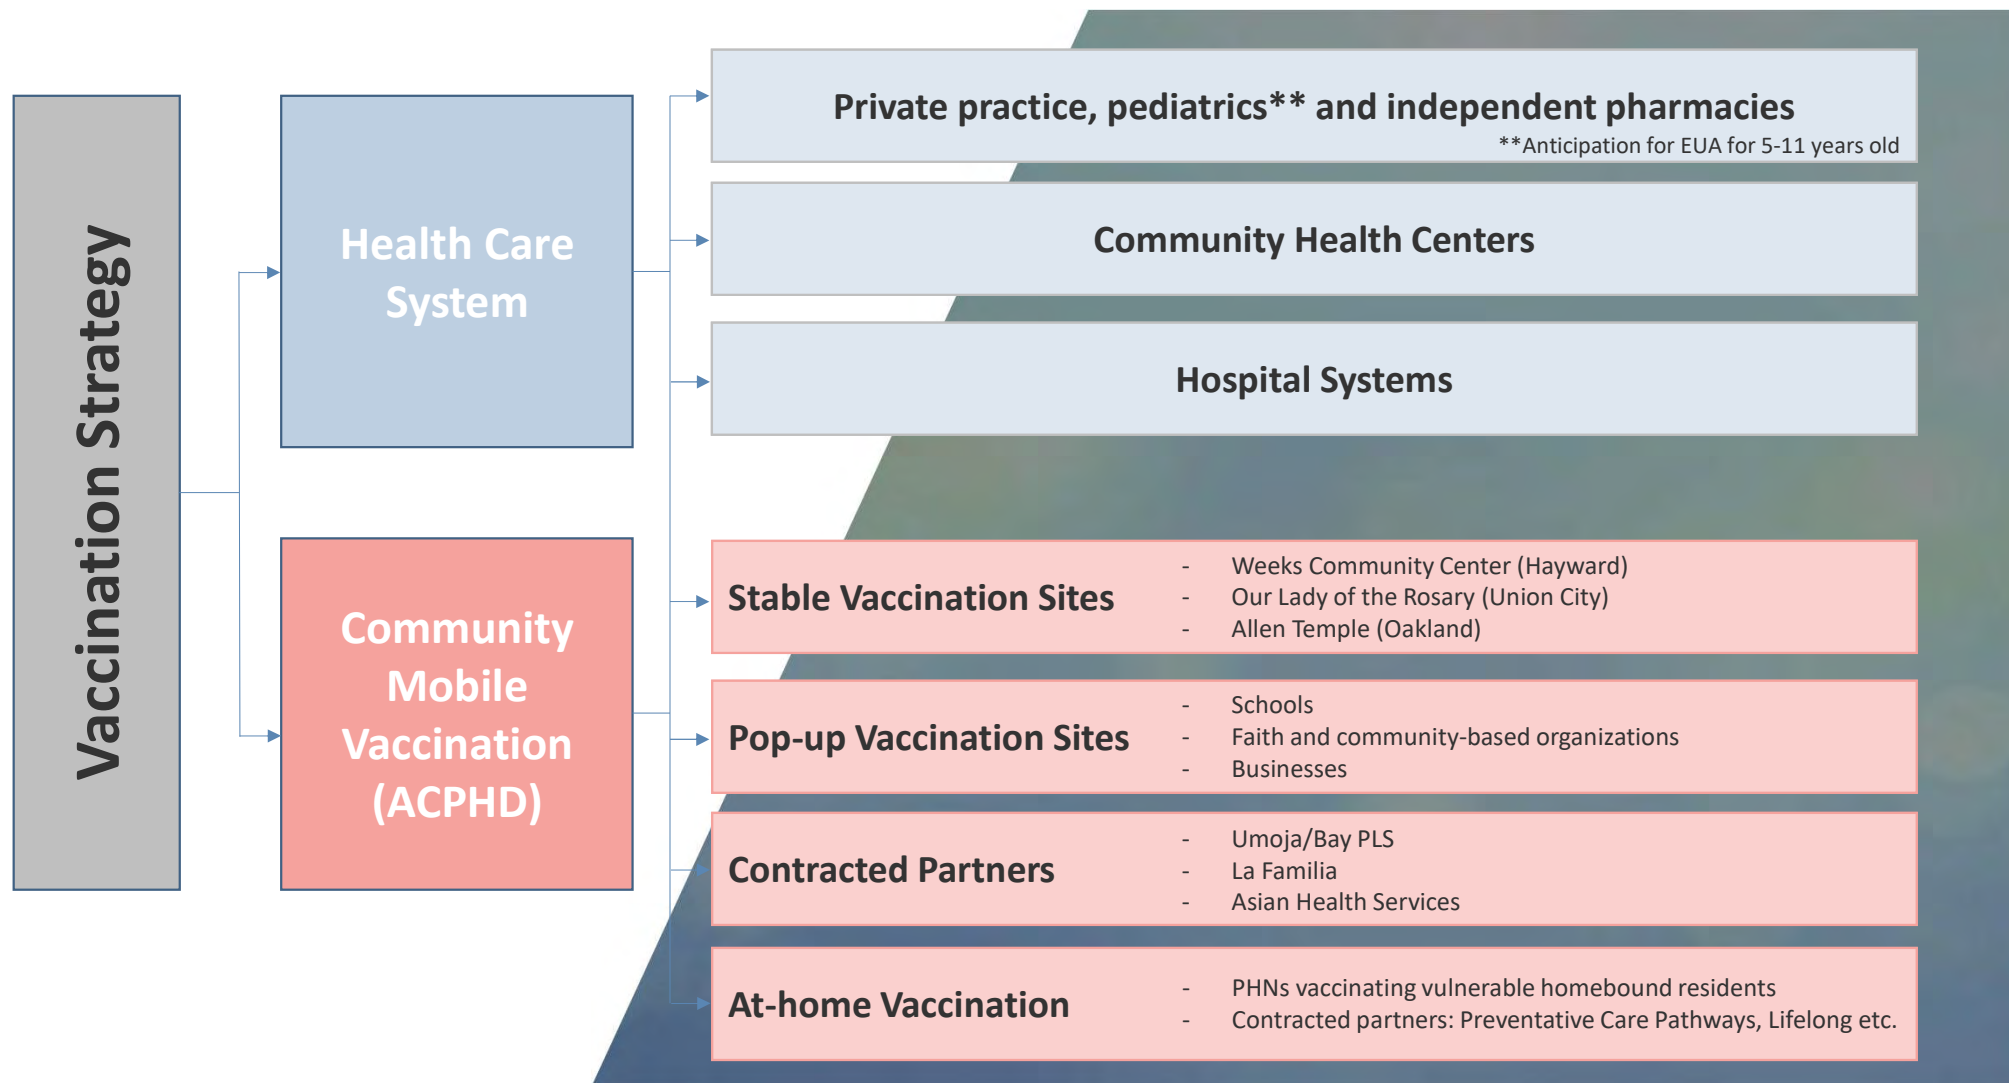 Vaccination Strategy
Health Care
System
Private practice, pediatrics** and independent pharmacies
**Anticipation for EUA for 5-11 years old
Community Health Centers
Hospital Systems
Community
Mobile
Vaccination
(ACPHD)
Stable Vaccination Sites
- Weeks Community Center (Hayward)
- Our Lady of the Rosary (Union City)
- Allen Temple (Oakland)
Pop-up Vaccination Sites
- Schools
- Faith and community-based organizations
- Businesses
Contracted Partners
- Umoja/Bay PLS
- La Familia
- Asian Health Services
At-home Vaccination
- PHNs vaccinating vulnerable homebound residents
- Contracted partners: Preventative Care Pathways, Lifelong etc.